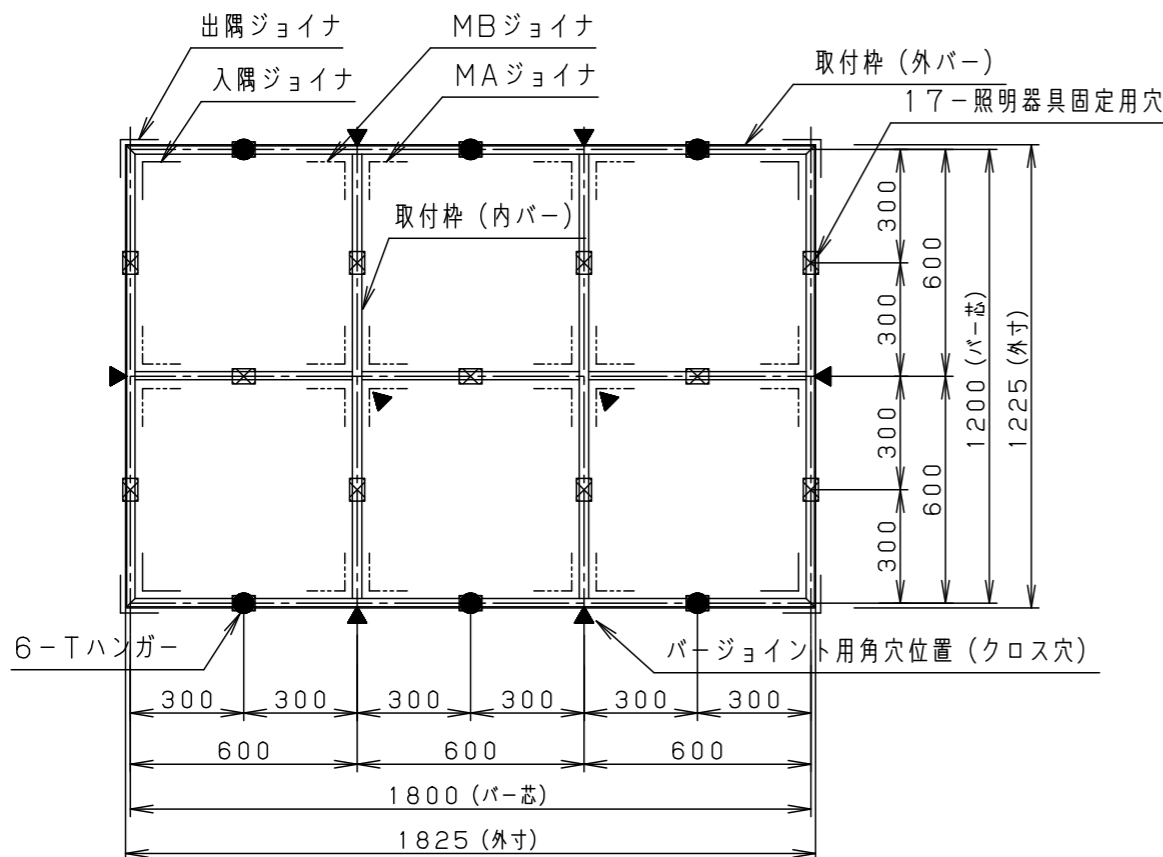 出隅ジョイナ
MBジョイナ
入隅ジョイナ
MAジョイナ
取付枠(外バー)
17-照明器具固定用穴
取付枠(内バー)
300
300
300
300
600
600
1200(バー芯)
1225(外寸)
6-Tハンガー
バージョイント用角穴位置(クロス穴)
300
300
300
300
300
300
600
600
600
1800(バー芯)
1825(外寸)